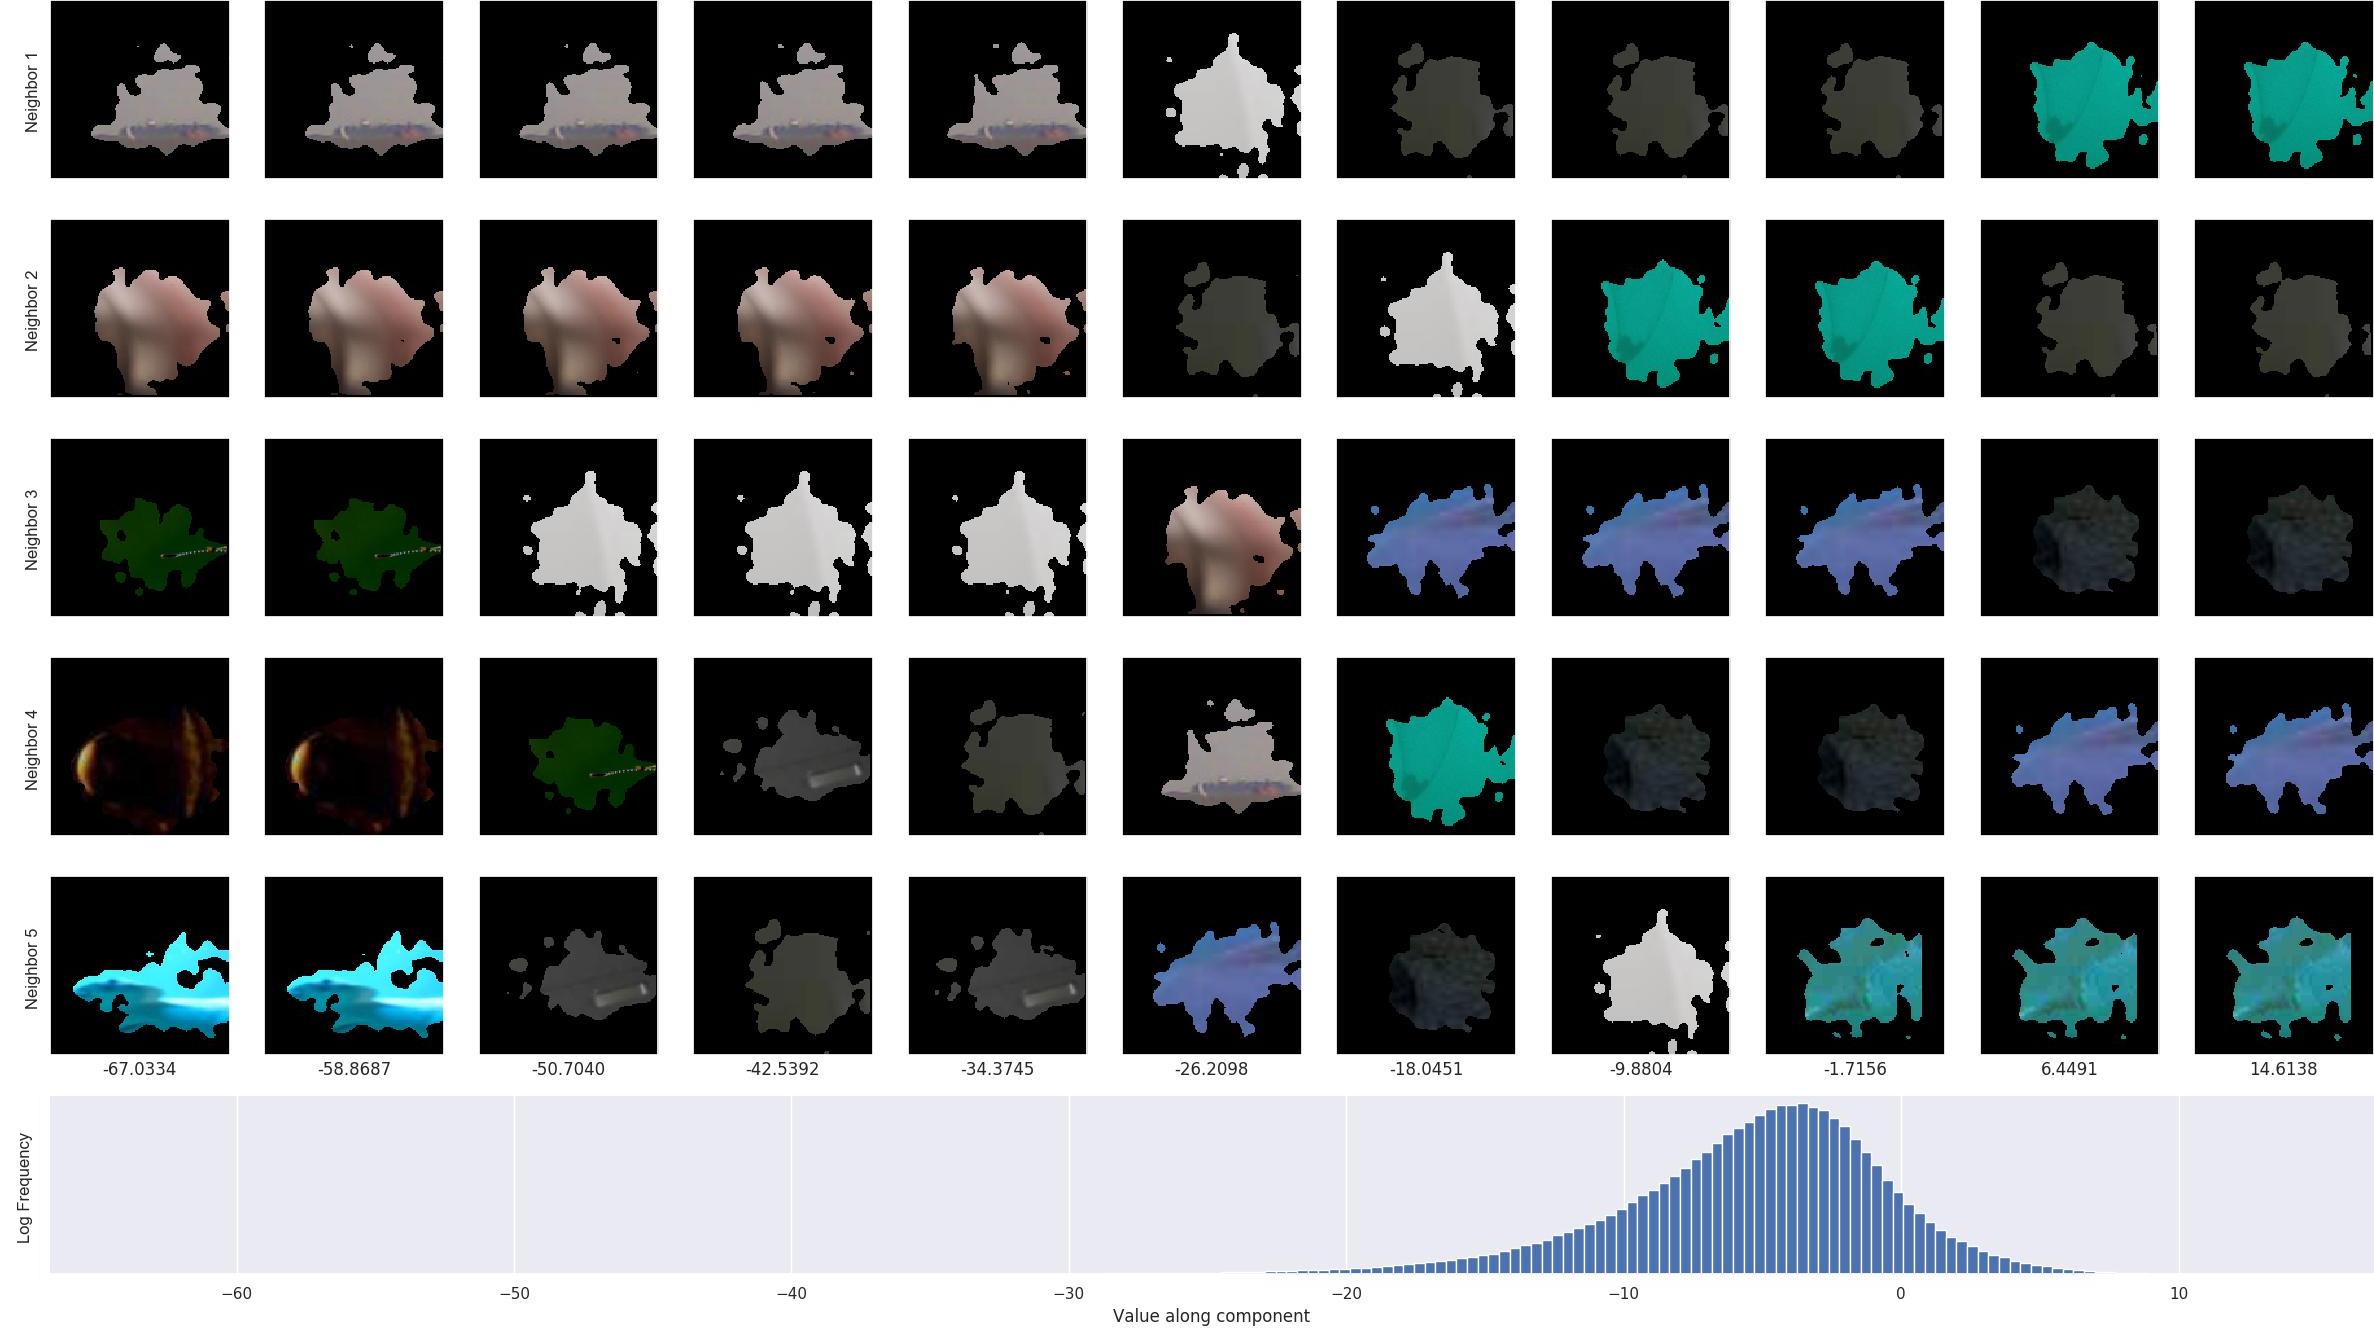 Neighbor 1
Neighbor 2
Neighbor 3
Neighbor 4
Neighbor 5
-67.0334 -58.8687 -50.7040 -42.5392 -34.3745 -26.2098 -18.0451 -9.8804 -1.7156 6.4491 14.6138
Log Frequency
−60 −50 −40 −30 −20 −10 0 10
Value along component